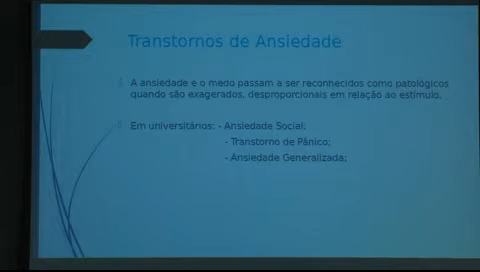 Transtornos de Ansiedade
A ansiedade e o medo passam a ser reconhecidos como patológicos
quando são exagerados, desproporcionais em relação ao estímulo.
Em universitários: - Ansiedade Social;
- Transtorno de Pânico;
- Ansiedade Generalizada;